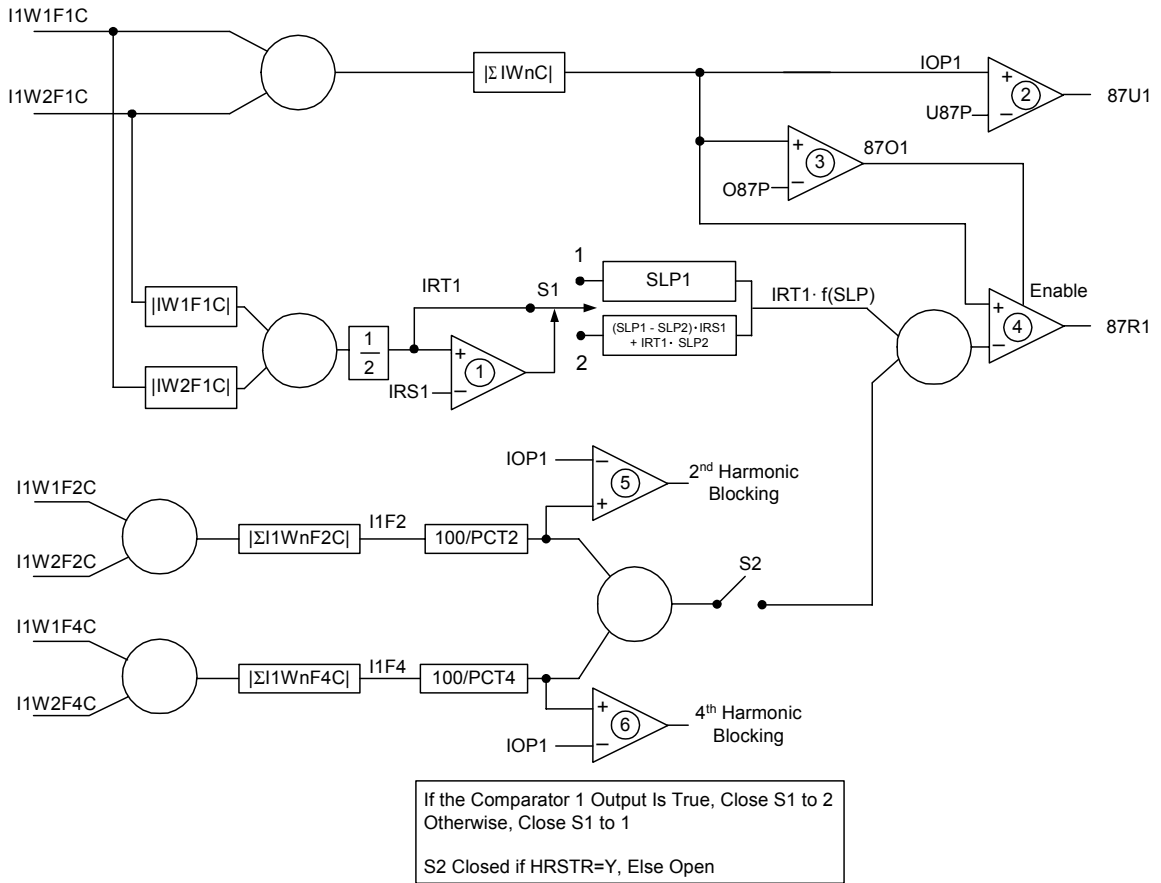 I1W1F1C
I1W2F1C
|Σ IWnC|
IOP1
+
2
−
U87P
87U1
+
3
−
O87P
87O1
|IW1F1C|
|IW2F1C|
1
2
IRT1
+
1
−
IRS1
S1
1
SLP1
(SLP1 - SLP2)·IRS1
+ IRT1· SLP2
2
IRT1· f(SLP)
Enable
+
4
−
87R1
IOP1
−
5
+
2nd Harmonic
Blocking
I1W1F2C
I1W2F2C
|ΣI1WnF2C|
I1F2
100/PCT2
S2
I1W1F4C
I1W2F4C
|ΣI1WnF4C|
I1F4
100/PCT4
+
6
−
IOP1
4th Harmonic
Blocking
If the Comparator 1 Output Is True, Close S1 to 2
Otherwise, Close S1 to 1
S2 Closed if HRSTR=Y, Else Open